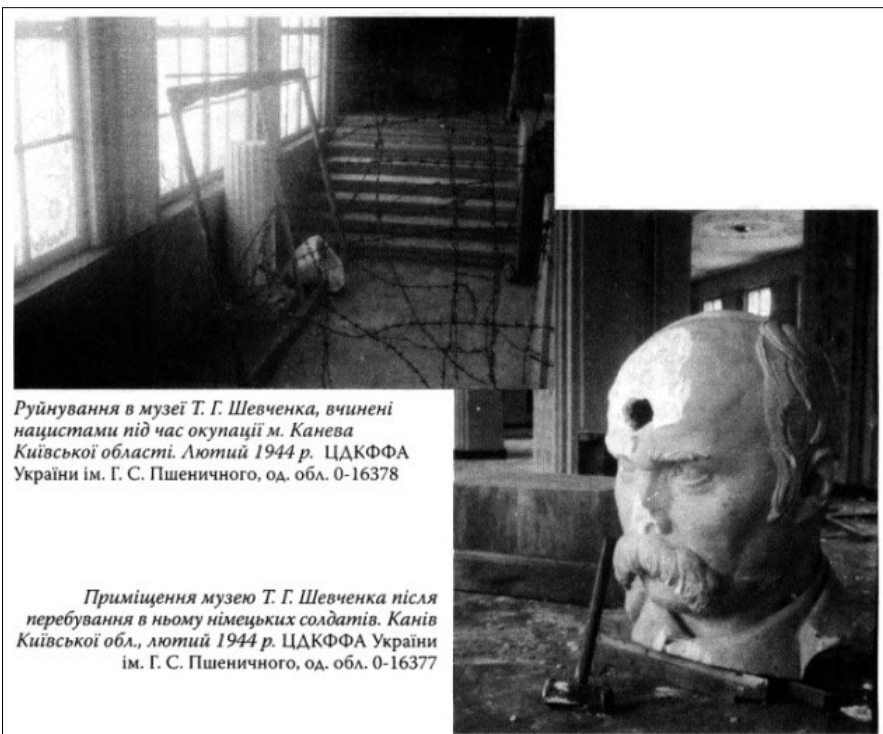 Руйнування в музеї Т. Г. Шевченка, вчинені
нацистами під час окупації м. Канева
Київської області. Лютий 1944 р. ЦДКФФА
України ім. Г. С. Пшеничного, од. обл. 0-16378
Приміщення музею Т. Г. Шевченка після
перебування в ньому німецьких солдатів. Канів
Київської обл., лютий 1944 р. ЦДКФФА України
ім. Г. С. Пшеничного, од. обл. 0-16377